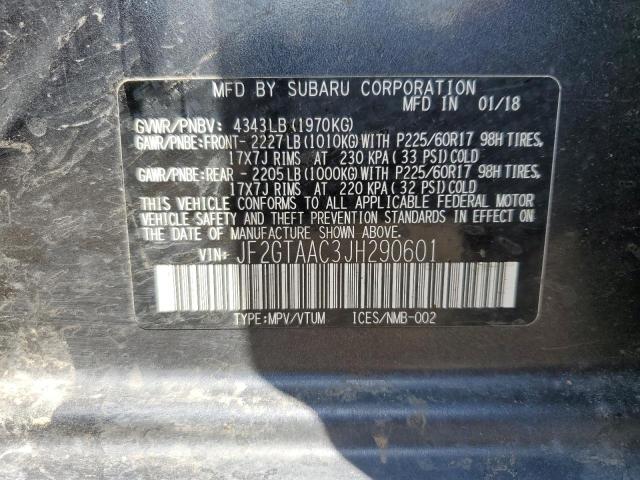 MFD BY SUBARU CORPORATION
MFD IN 01/18
GVWR/PNBV: 4343LB(1970KG)
GAWR/PNBE:FRONT- 2227LB(1010KG)WITH P225/60R17 98H TIRES,
17X7J RIMS AT 230 KPA(33 PSI)COLD
GAWR/PNBE:REAR - 2205LB(1000KG)WITH P225/60R17 98H TIRES,
17X7J RIMS AT 220 KPA(32 PSI)COLD
THIS VEHICLE CONFORMS TO ALL APPLICABLE FEDERAL MOTOR
VEHICLE SAFETY AND THEFT PREVENTION STANDARDS IN EFFECT ON
THE DATE OF MANUFACTURE SHOWN ABOVE.
VIN: JF2GTAAC3JH290601
TYPE:MPV/VTUM ICES/NMB-002